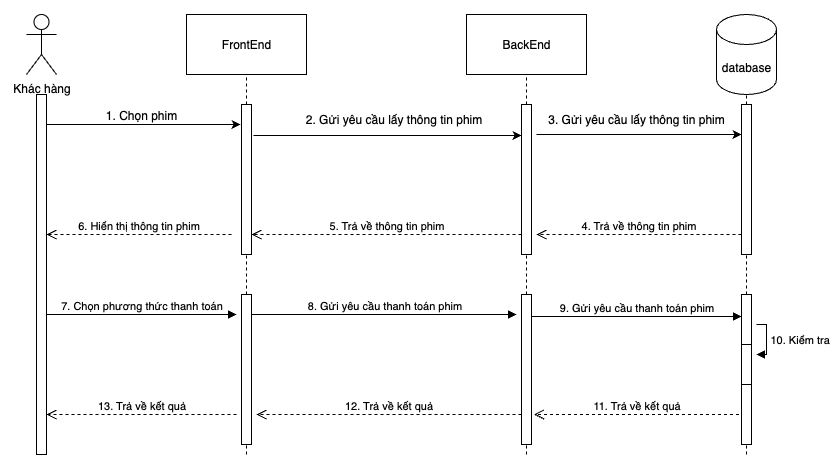 FrontEnd
BackEnd
database
Khác hàng
1. Chọn phim
2. Gửi yêu cầu lấy thông tin phim
3. Gửi yêu cầu lấy thông tin phim
6. Hiển thị thông tin phim
5. Trả về thông tin phim
4. Trả về thông tin phim
7. Chọn phương thức thanh toán
8. Gửi yêu cầu thanh toán phim
9. Gửi yêu cầu thanh toán phim
10. Kiểm tra
13. Trả về kết quả
12. Trả về kết quả
11. Trả về kết quả